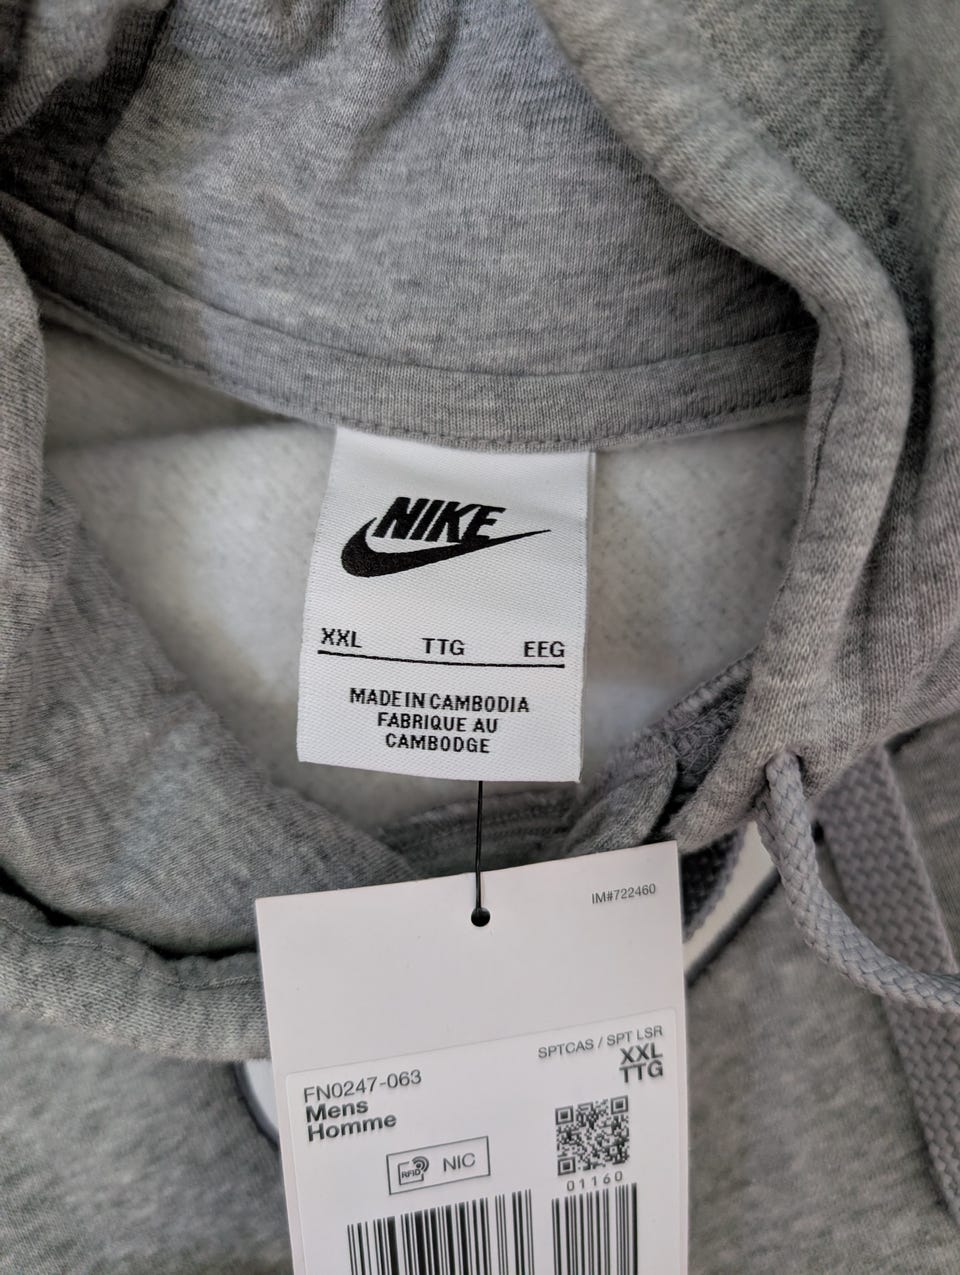 NIKE
XXL TTG EEG
MADE IN CAMBODIA
FABRIQUE AU
CAMBODGE
IM#722460
SPTCAS / SPT LSR
XXL
TTG
FN0247-063
Mens
Homme
RFID NIC
01160